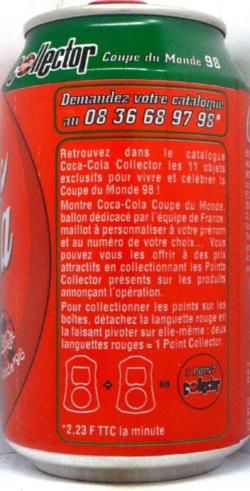 Collector Coupe du Monde 98
Demandez votre catalogue
au 08 36 68 97 98*
Retrouvez dans le catalogue
Coca-Cola Collector les 11 objets
exclusifs pour vivre et célébrer la
Coupe du Monde 98 !
Montre Coca-Cola Coupe du Monde,
ballon dédicacé par l'équipe de France,
maillot à personnaliser à votre prénom
et au numéro de votre choix... Vous
pouvez vous les offrir à des prix
attractifs en collectionnant les Points
Collector présents sur les produits
annonçant l'opération.
Pour collectionner les points sur les
boîtes, détachez la languette rouge en
la faisant pivoter sur elle-même : deux
languettes rouges = 1 Point Collector.
+ = 1 POINT
Collector
*2.23 F TTC la minute